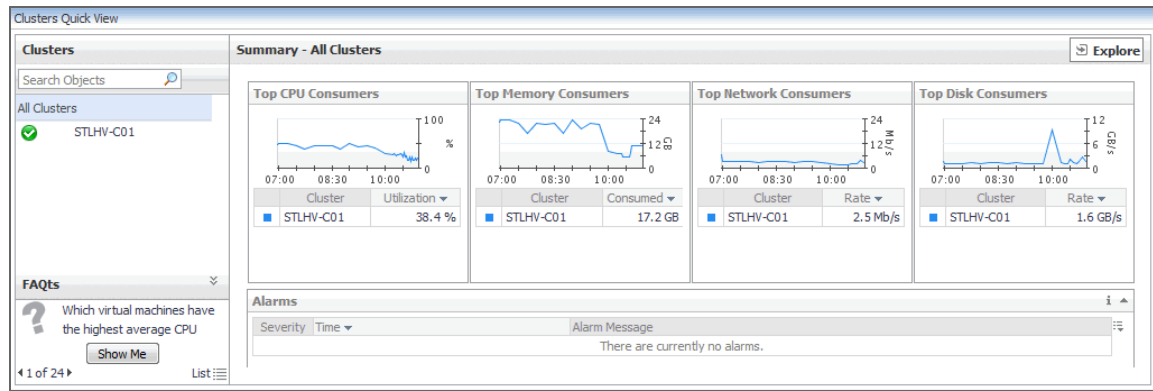 Clusters Quick View
Clusters
Search Objects
All Clusters
STLHV-C01
FAQts
Which virtual machines have
the highest average CPU
Show Me
1 of 24
List
Summary - All Clusters
Explore
Top CPU Consumers
100
%
0
07:00 08:30 10:00
Cluster Utilization
STLHV-C01 38.4 %
Top Memory Consumers
24
12
GB
0
07:00 08:30 10:00
Cluster Consumed
STLHV-C01 17.2 GB
Top Network Consumers
24
12
Mb/s
0
07:00 08:30 10:00
Cluster Rate
STLHV-C01 2.5 Mb/s
Top Disk Consumers
12
6
GB/s
0
07:00 08:30 10:00
Cluster Rate
STLHV-C01 1.6 GB/s
Alarms
i
Severity Time Alarm Message
There are currently no alarms.